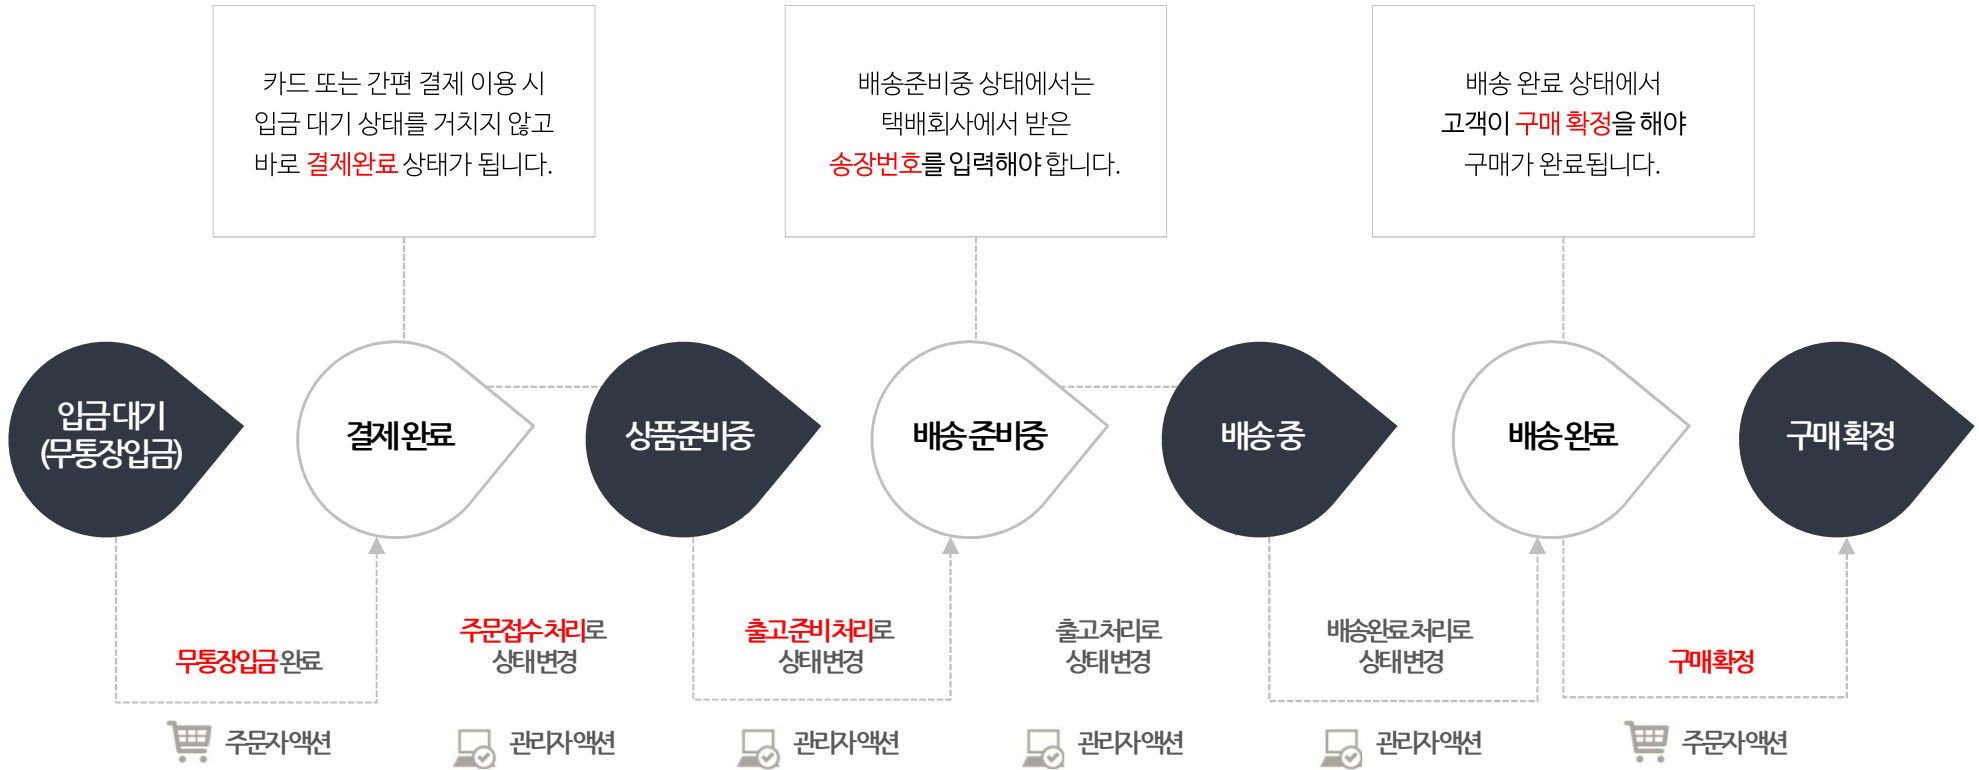 카드 또는 간편 결제 이용 시
입금 대기 상태를 거치지 않고
바로 결제완료 상태가 됩니다.
배송준비중 상태에서는
택배회사에서 받은
송장번호를 입력해야 합니다.
배송 완료 상태에서
고객이 구매 확정을 해야
구매가 완료됩니다.
입금 대기
(무통장입금)
결제 완료
상품준비중
배송 준비중
배송 중
배송 완료
구매 확정
무통장입금 완료
주문접수 처리로
상태 변경
출고 준비 처리로
상태 변경
출고 처리로
상태 변경
배송완료 처리로
상태 변경
구매 확정
주문자 액션
관리자 액션
관리자 액션
관리자 액션
관리자 액션
주문자 액션